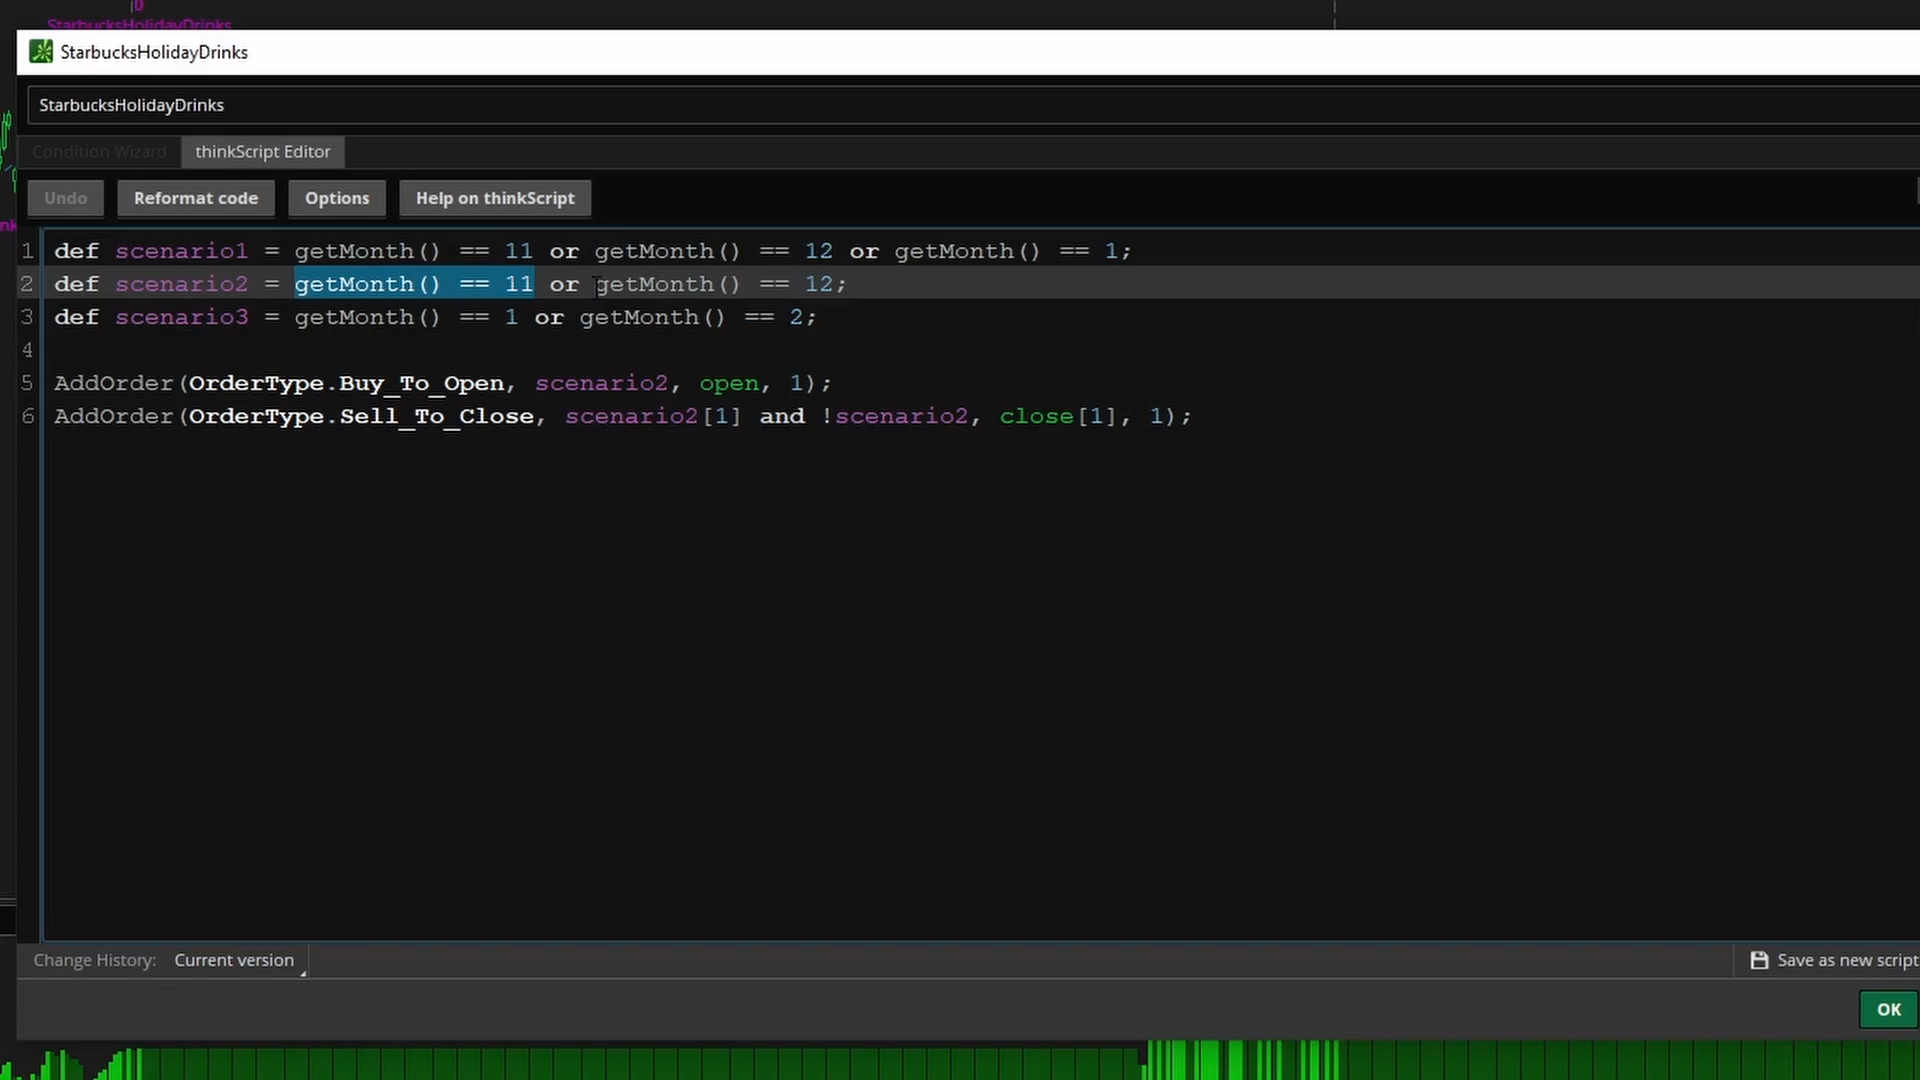 0
StarbucksHolidayDrinks
StarbucksHolidayDrinks
StarbucksHolidayDrinks
Condition Wizard
thinkScript Editor
Undo
Reformat code
Options
Help on thinkScript
1 def scenario1 = getMonth() == 11 or getMonth() == 12 or getMonth() == 1;
2 def scenario2 = getMonth() == 11 or getMonth() == 12;
3 def scenario3 = getMonth() == 1 or getMonth() == 2;
4
5 AddOrder(OrderType.Buy_To_Open, scenario2, open, 1);
6 AddOrder(OrderType.Sell_To_Close, scenario2[1] and !scenario2, close[1], 1);
Change History: Current version
Save as new script
OK